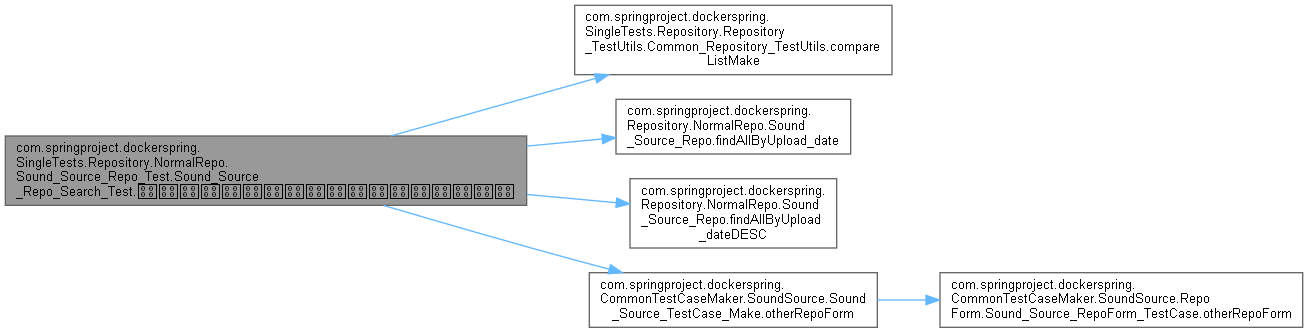 com.springproject.dockerspring.
SingleTests.Repository.Repository
_TestUtils.Common_Repository_TestUtils.compare
ListMake
com.springproject.dockerspring.
Repository.NormalRepo.Sound
_Source_Repo.findAllByUpload_date
com.springproject.dockerspring.
SingleTests.Repository.NormalRepo.
Sound_Source_Repo_Test.Sound_Source
_Repo_Search_Test.
com.springproject.dockerspring.
Repository.NormalRepo.Sound
_Source_Repo.findAllByUpload
_dateDESC
com.springproject.dockerspring.
CommonTestCaseMaker.SoundSource.Sound
_Source_TestCase_Make.otherRepoForm
com.springproject.dockerspring.
CommonTestCaseMaker.SoundSource.Repo
Form.Sound_Source_RepoForm_TestCase.otherRepoForm